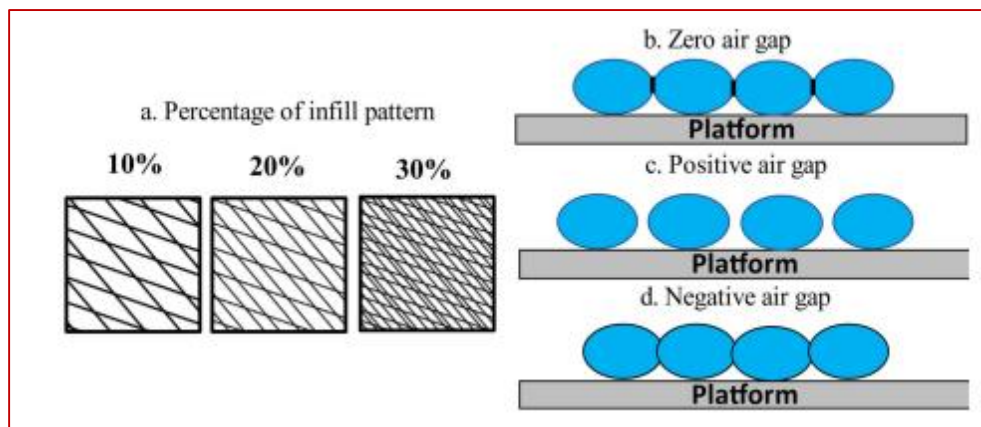 a. Percentage of infill pattern
10% 20% 30%
b. Zero air gap
Platform
c. Positive air gap
Platform
d. Negative air gap
Platform